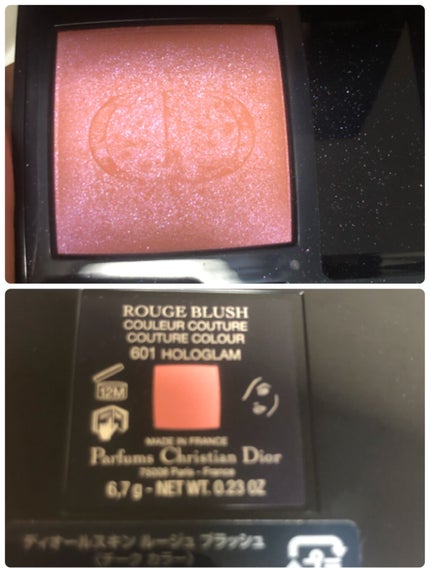 CD
ROUGE BLUSH
COULEUR COUTURE
COUTURE COLOUR
601 HOLOGLAM
12M
MADE IN FRANCE
Parfums Christian Dior
75008 Paris - France
6,7 g - NET WT. 0.23 OZ
ディオールスキン ルージュ ブラッシュ
(チーク カラー)